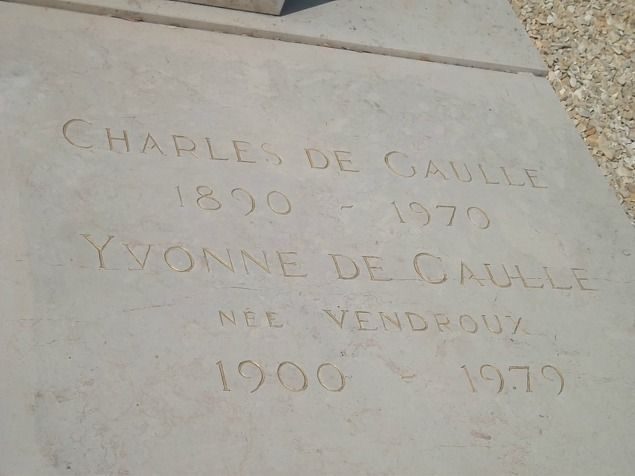 CHARLES DE GAULLE
1890 - 1970
YVONNE DE GAULLE
NÉE VENDROUX
1900 - 1979